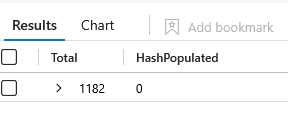 Results Chart Add bookmark
Total HashPopulated
1182 0